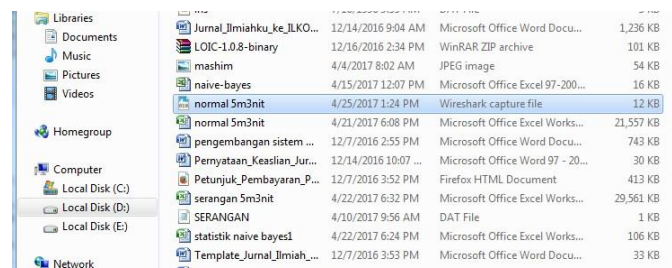 Libraries
Documents
Music
Pictures
Videos
Homegroup
Computer
Local Disk (C:)
Local Disk (D:)
Local Disk (E:)
Network
Jurnal_Ilmiahku_ke_ILKO... 12/14/2016 9:04 AM Microsoft Office Word Docu... 1,236 KB
LOIC-1.0.8-binary 12/16/2016 2:34 PM WinRAR ZIP archive 101 KB
mashim 4/4/2017 8:02 AM JPEG image 54 KB
naive-bayes 4/15/2017 12:07 PM Microsoft Office Excel 97-200... 16 KB
normal 5m3nit 4/25/2017 1:24 PM Wireshark capture file 12 KB
normal 5m3nit 4/21/2017 6:08 PM Microsoft Office Excel Works... 21,557 KB
pengembangan sistem ... 12/7/2016 2:55 PM Microsoft Office Word Docu... 743 KB
Pernyataan_Keaslian_Jur... 12/14/2016 10:07 ... Microsoft Office Word 97 - 20... 30 KB
Petunjuk_Pembayaran_P... 12/7/2016 3:52 PM Firefox HTML Document 413 KB
serangan 5m3nit 4/22/2017 6:32 PM Microsoft Office Excel Works... 29,561 KB
SERANGAN 4/10/2017 9:56 AM DAT File 1 KB
statistik naive bayes1 4/22/2017 6:24 PM Microsoft Office Excel Works... 106 KB
Template_Jurnal_Ilmiah_... 12/7/2016 3:53 PM Microsoft Office Word Docu... 33 KB